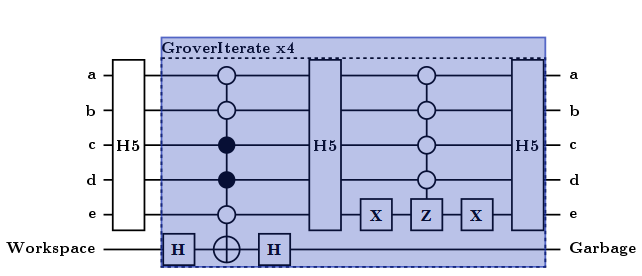 GroverIterate x4
a a
b b
c H5 H5 H5 c
d d
e X Z X e
Workspace H H Garbage